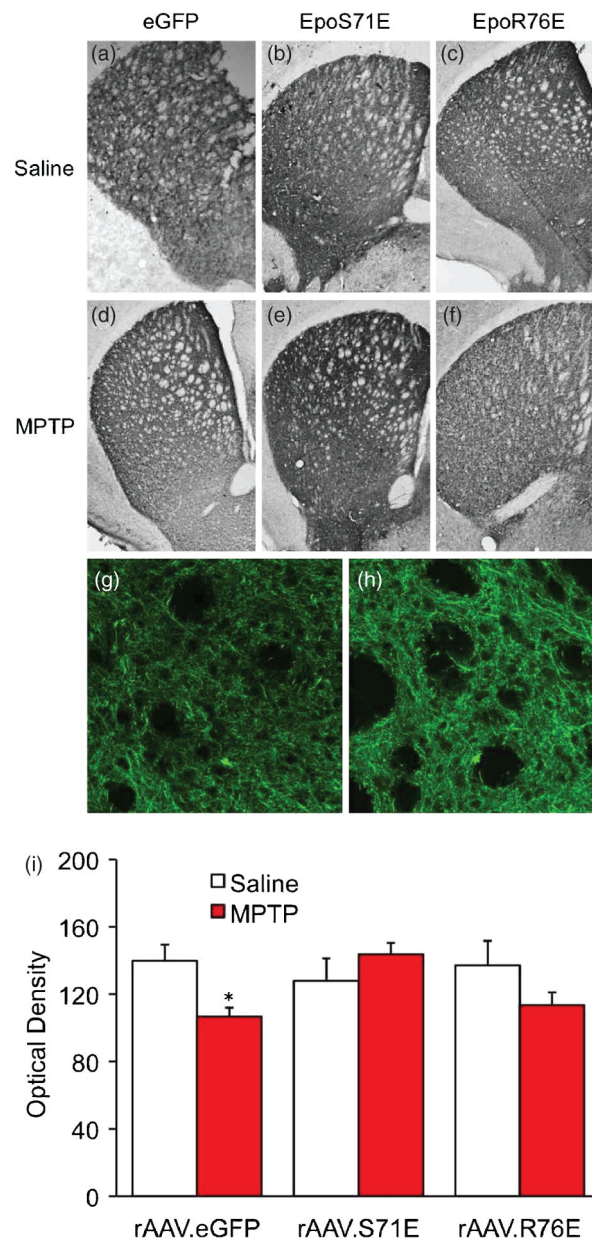 eGFP EpoS71E EpoR76E
(a) (b) (c)
Saline
(d) (e) (f)
MPTP
(g) (h)
(i)
200
160
120
80
40
0
Optical Density
Saline
MPTP
*
rAAV.eGFP rAAV.S71E rAAV.R76E